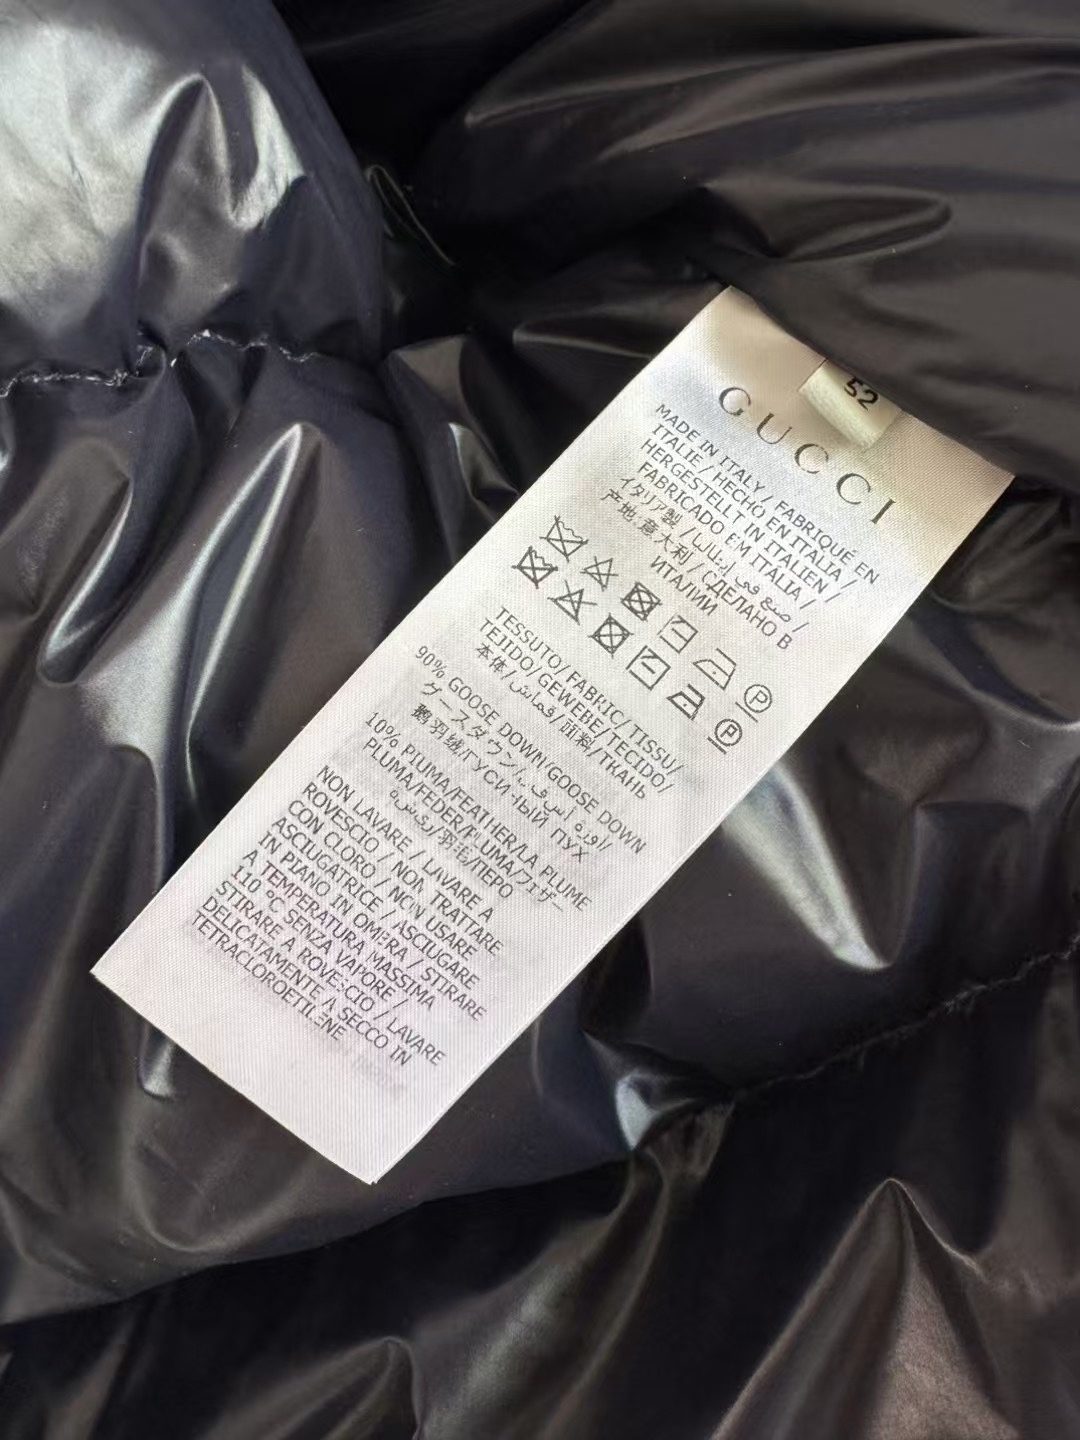 52
GUCCI
MADE IN ITALY / FABRIQUÉ EN
ITALIE / HECHO EN ITALIA /
HERGESTELLT IN ITALIEN /
FABRICADO EM ITALIA /
イタリア製 / صنع في إيطاليا /
产地 意大利 / СДЕЛАНО В
ИТАЛИИ
P
P
TESSUTO/ FABRIC/ TISSU/
TEJIDO/ GEWEBE/TECIDO/
本体/قماش/面料/ТКАНЬ
90% GOOSE DOWN/GOOSE DOWN
グースダウン/
鹅羽绒/ГУСИНЫЙ ПУХ
10% PIUMA/FEATHER/LA PLUME
PLUMA/FEDER/PLUMA/フェザー
/羽毛/ПЕРО
NON LAVARE / LAVARE A
ROVESCIO / NON TRATTARE
CON CLORO / NON USARE
ASCIUGATRICE / ASCIUGARE
IN PIANO IN OMBRA / STIRARE
A TEMPERATURA MASSIMA
110 °C SENZA VAPORE /
STIRARE A ROVESCIO / LAVARE
DELICATAMENTE A SECCO IN
TETRACLOROETILENE